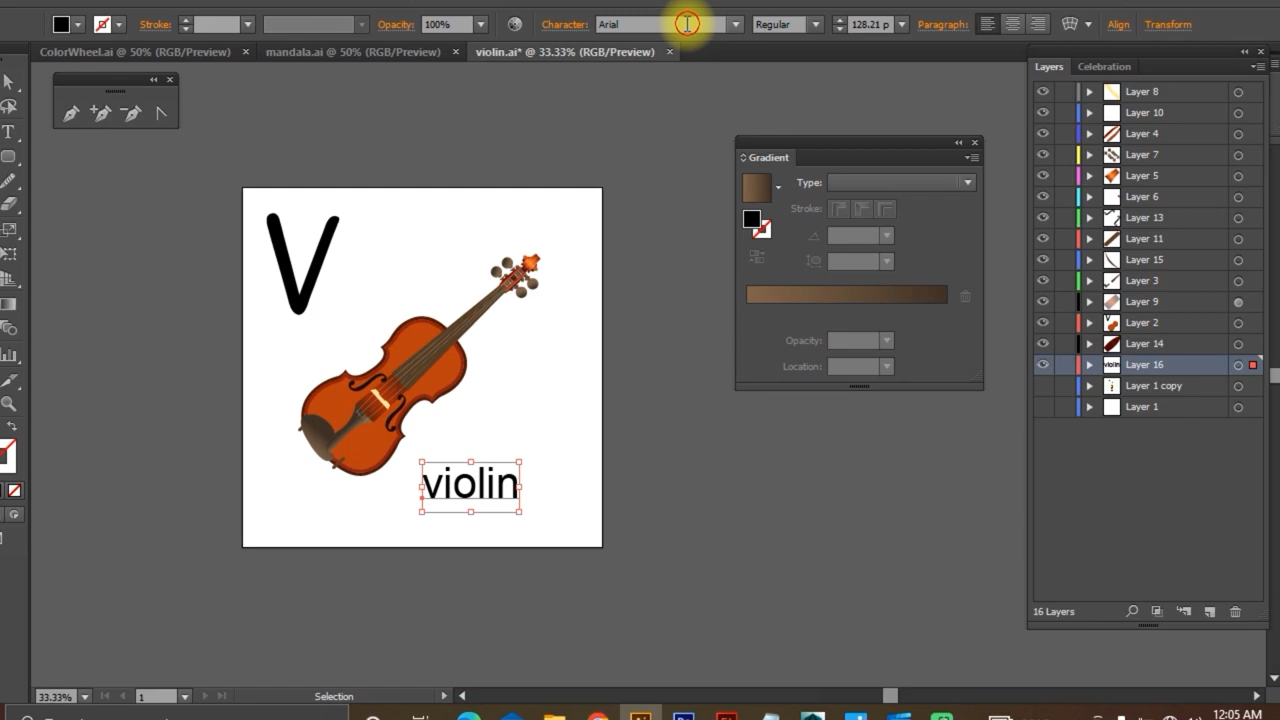 Stroke: Opacity: 100% Character: Arial Regular 128.21 p Paragraph: Align Transform
ColorWheel.ai @ 50% (RGB/Preview) mandala.ai @ 50% (RGB/Preview) violin.ai* @ 33.33% (RGB/Preview)
Layers Celebration
Layer 8
Layer 10
Layer 4
Layer 7
Layer 5
Layer 6
Layer 13
Layer 11
Layer 15
Layer 3
Layer 9
Layer 2
Layer 14
Layer 16
Layer 1 copy
Layer 1
16 Layers
Gradient
Type:
Stroke:
Opacity:
Location:
V
violin
33.33% 1 Selection
12:05 AM